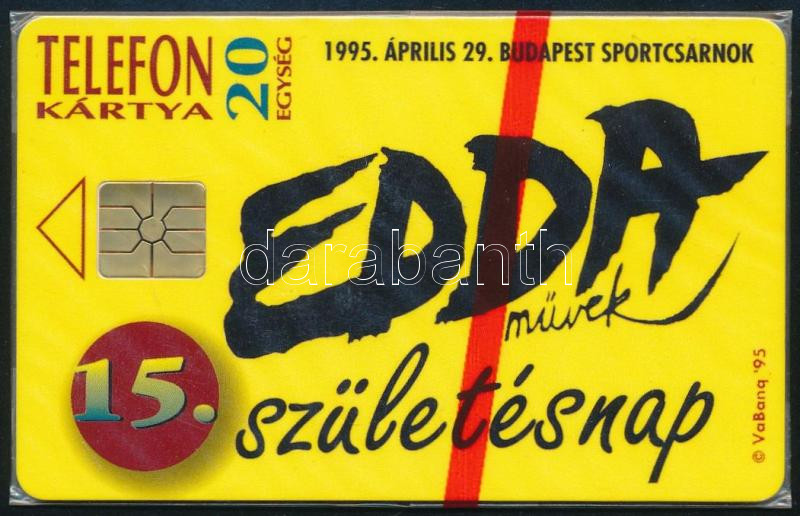 TELEFON
KÁRTYA
20
EGYSÉG
1995. ÁPRILIS 29. BUDAPEST SPORTCSARNOK
EDDA
művek
darabanth
15.
születésnap
© VaBanq '95